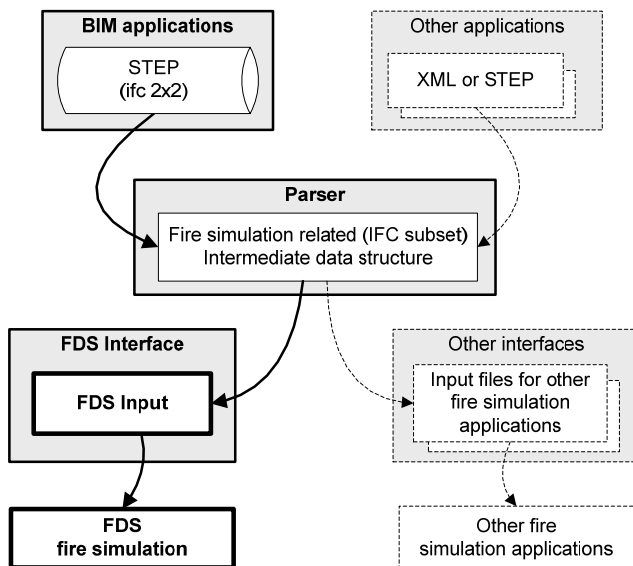 BIM applications
STEP
(ifc 2x2)
Other applications
XML or STEP
Parser
Fire simulation related (IFC subset)
Intermediate data structure
FDS Interface
FDS Input
Other interfaces
Input files for other
fire simulation
applications
FDS
fire simulation
Other fire
simulation applications